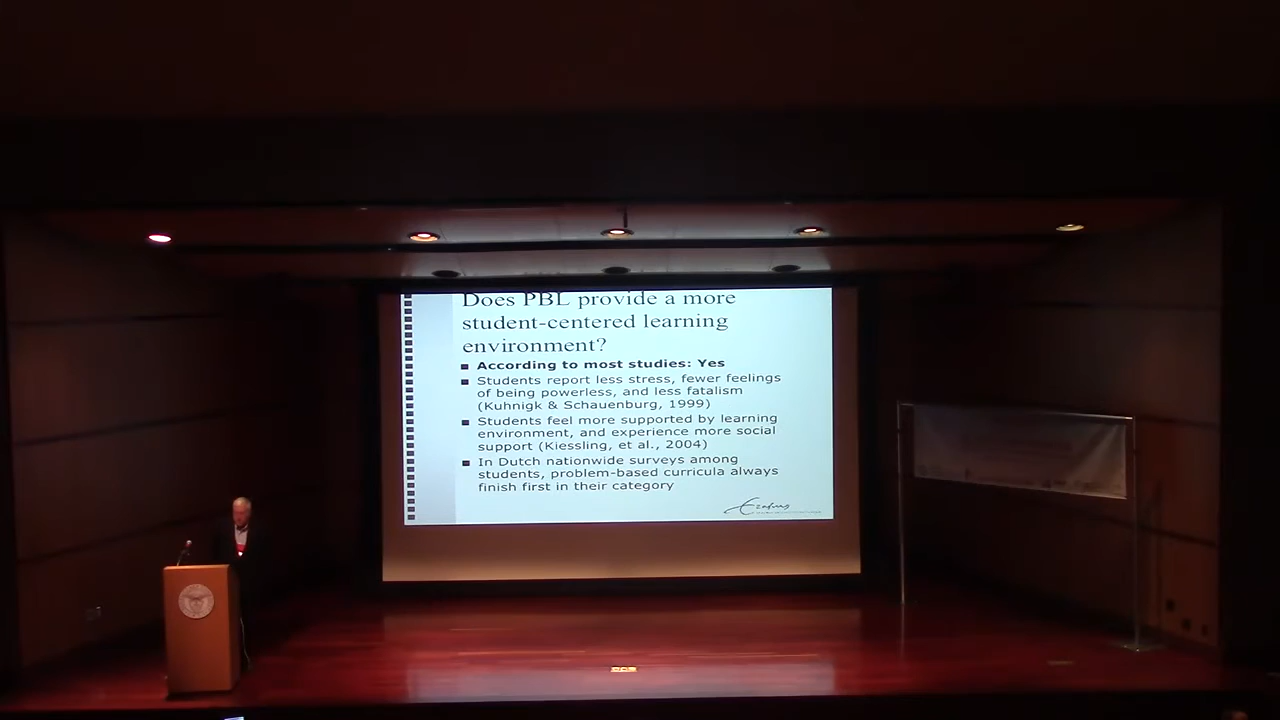 Does PBL provide a more
student-centered learning
environment?
According to most studies: Yes
Students report less stress, fewer feelings
of being powerless, and less fatalism
(Kuhnigk & Schauenburg, 1999)
Students feel more supported by learning
environment, and experience more social
support (Kiessling, et al., 2004)
In Dutch nationwide surveys among
students, problem-based curricula always
finish first in their category
Erasmus